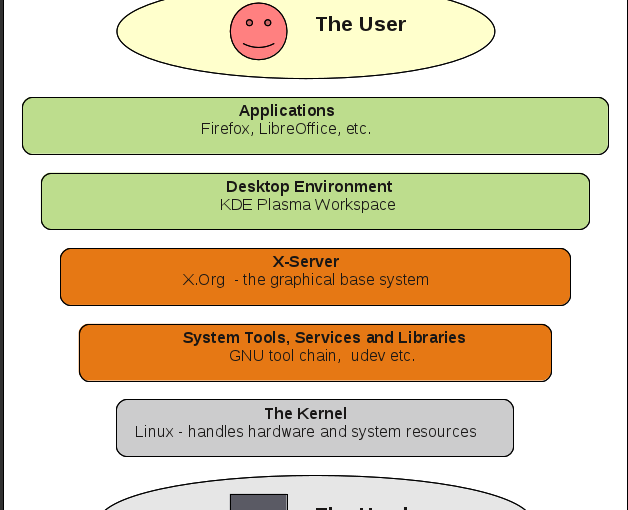 The User
Applications
Firefox, LibreOffice, etc.
Desktop Environment
KDE Plasma Workspace
X-Server
X.Org - the graphical base system
System Tools, Services and Libraries
GNU tool chain, udev etc.
The Kernel
Linux - handles hardware and system resources